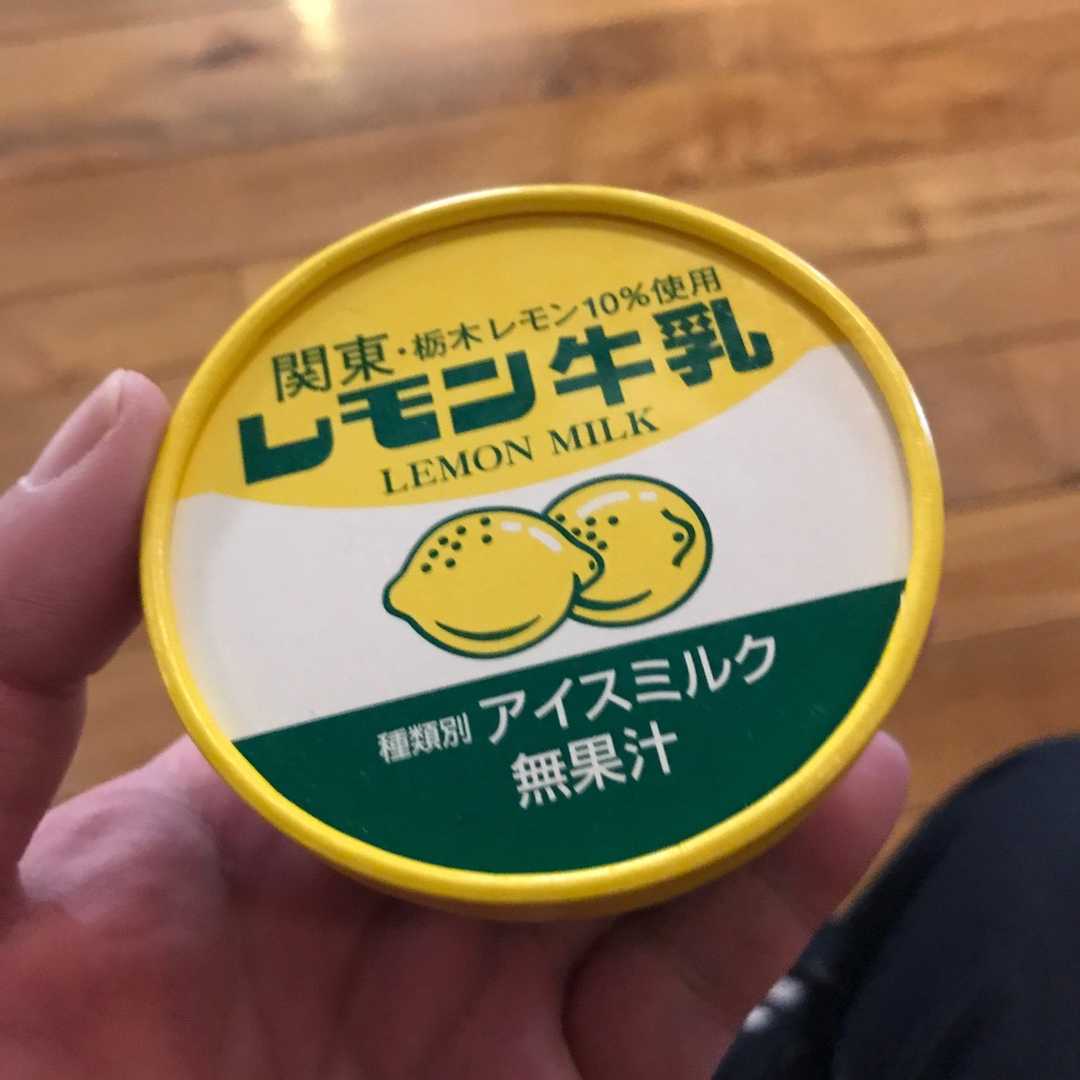 関東・栃木レモン10%使用
レモン牛乳
LEMON MILK
種類別 アイスミルク
無果汁